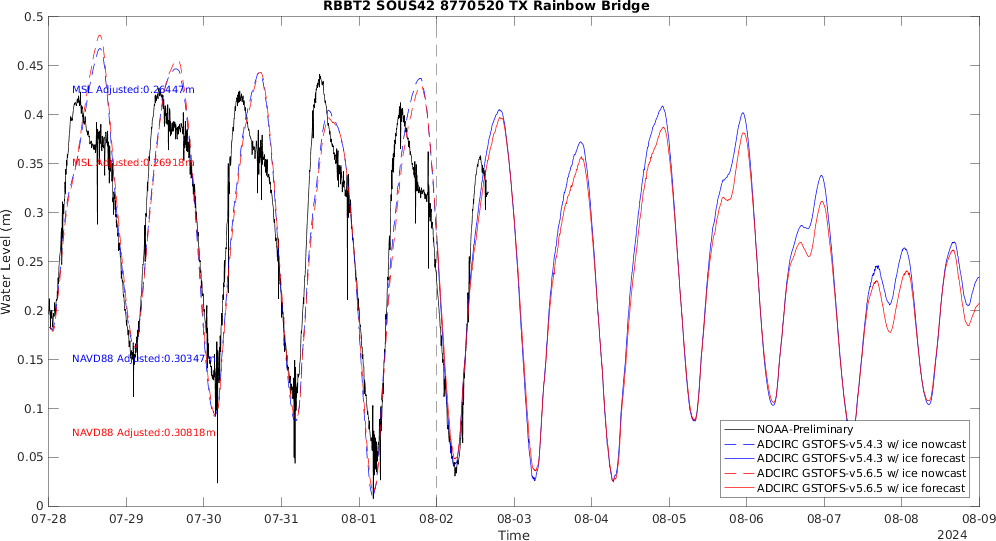 RBBT2 SOUS42 8770520 TX Rainbow Bridge
Water Level (m)
0.5
0.45
0.4
0.35
0.3
0.25
0.2
0.15
0.1
0.05
0
MSL Adjusted:0.26447m
MSL Adjusted:0.26918m
NAVD88 Adjusted:0.30347m
NAVD88 Adjusted:0.30818m
NOAA-Preliminary
ADCIRC GSTOFS-v5.4.3 w/ ice nowcast
ADCIRC GSTOFS-v5.4.3 w/ ice forecast
ADCIRC GSTOFS-v5.6.5 w/ ice nowcast
ADCIRC GSTOFS-v5.6.5 w/ ice forecast
07-28 07-29 07-30 07-31 08-01 08-02 08-03 08-04 08-05 08-06 08-07 08-08 08-09
Time
2024